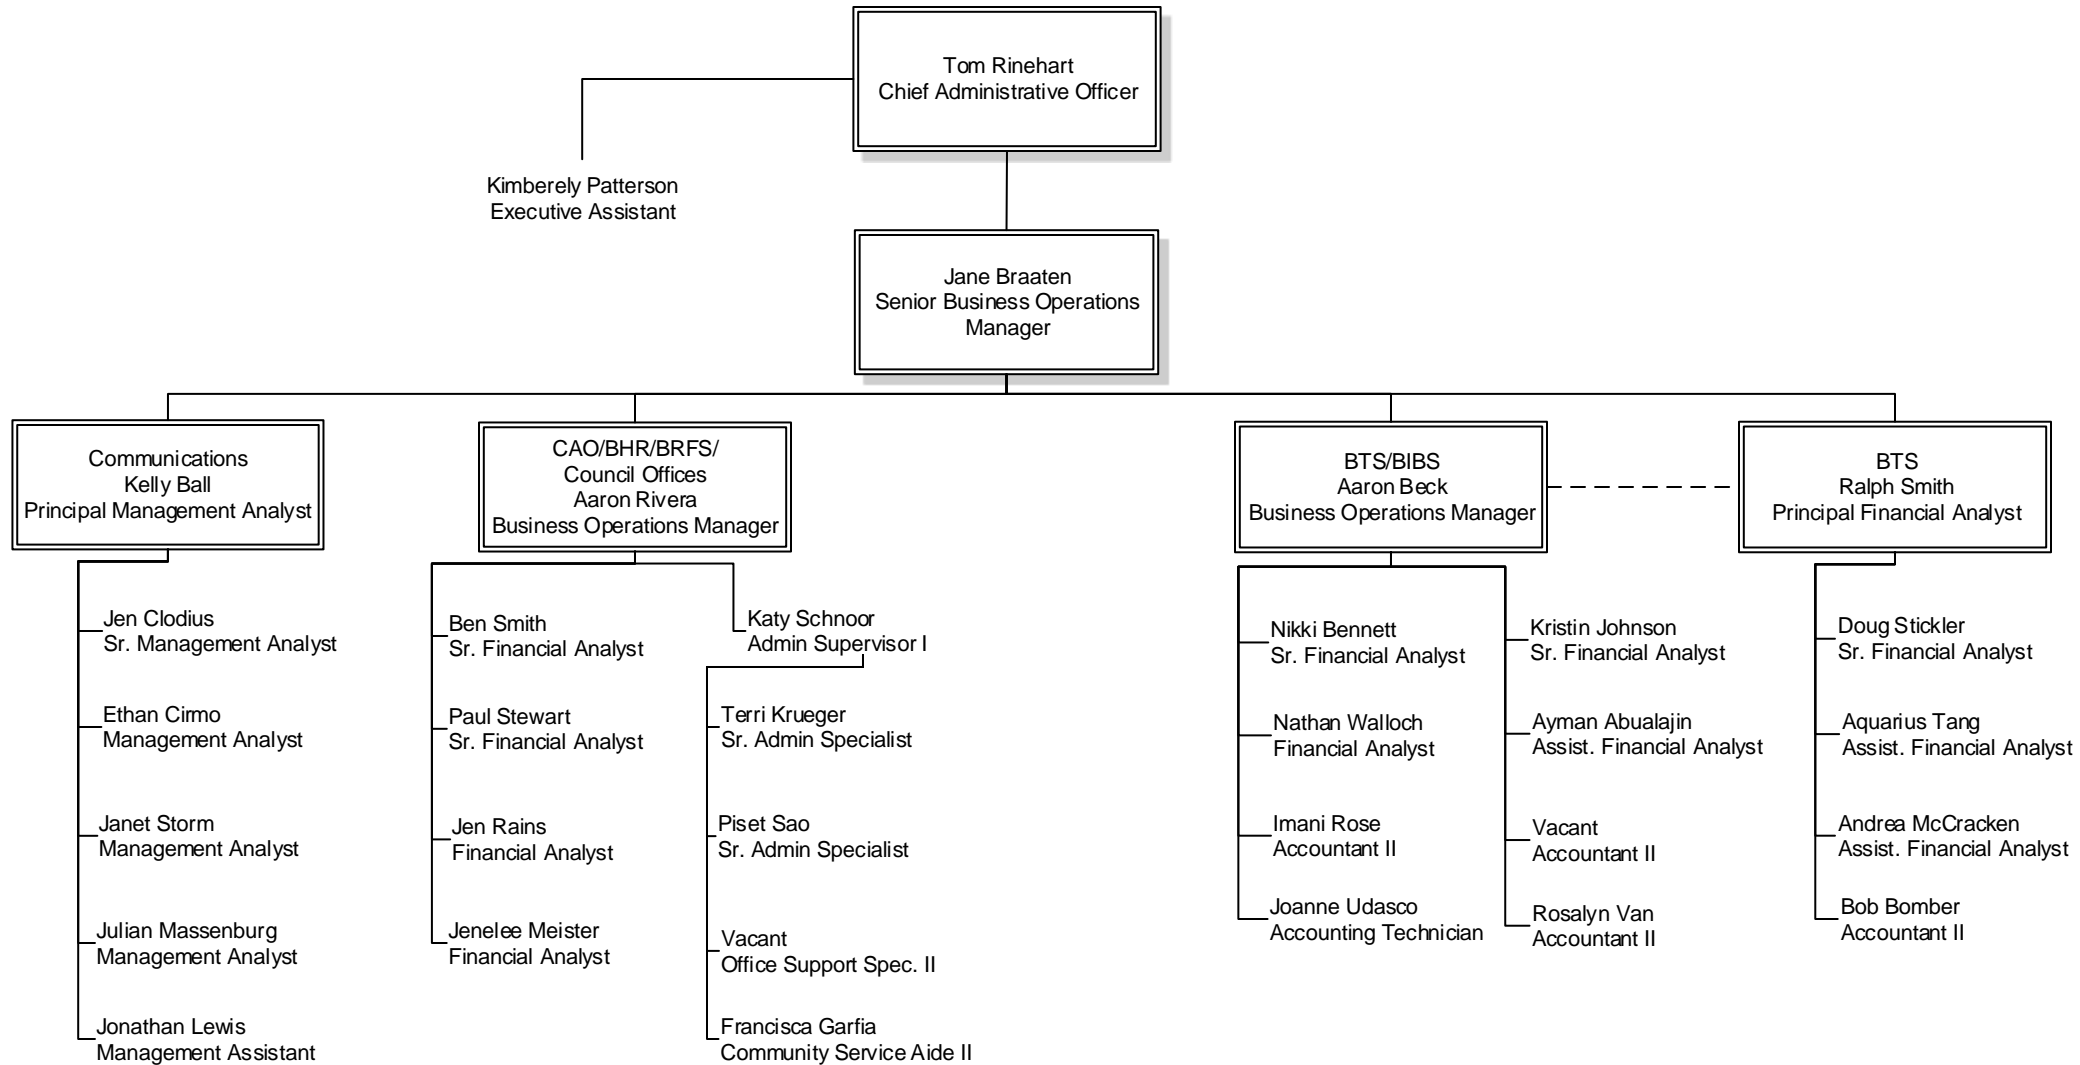 Tom Rinehart
Chief Administrative Officer
Kimberely Patterson
Executive Assistant
Jane Braaten
Senior Business Operations
Manager
Communications
Kelly Ball
Principal Management Analyst
CAO/BHR/BRFS/
Council Offices
Aaron Rivera
Business Operations Manager
BTS/BIBS
Aaron Beck
Business Operations Manager
BTS
Ralph Smith
Principal Financial Analyst
Jen Clodius
Sr. Management Analyst
Ethan Cirmo
Management Analyst
Janet Storm
Management Analyst
Julian Massenburg
Management Analyst
Jonathan Lewis
Management Assistant
Ben Smith
Sr. Financial Analyst
Paul Stewart
Sr. Financial Analyst
Jen Rains
Financial Analyst
Jenelee Meister
Financial Analyst
Katy Schnoor
Admin Supervisor I
Terri Krueger
Sr. Admin Specialist
Piset Sao
Sr. Admin Specialist
Vacant
Office Support Spec. II
Francisca Garfia
Community Service Aide II
Nikki Bennett
Sr. Financial Analyst
Nathan Walloch
Financial Analyst
Imani Rose
Accountant II
Joanne Udasco
Accounting Technician
Kristin Johnson
Sr. Financial Analyst
Ayman Abualajin
Assist. Financial Analyst
Vacant
Accountant II
Rosalyn Van
Accountant II
Doug Stickler
Sr. Financial Analyst
Aquarius Tang
Assist. Financial Analyst
Andrea McCracken
Assist. Financial Analyst
Bob Bomber
Accountant II